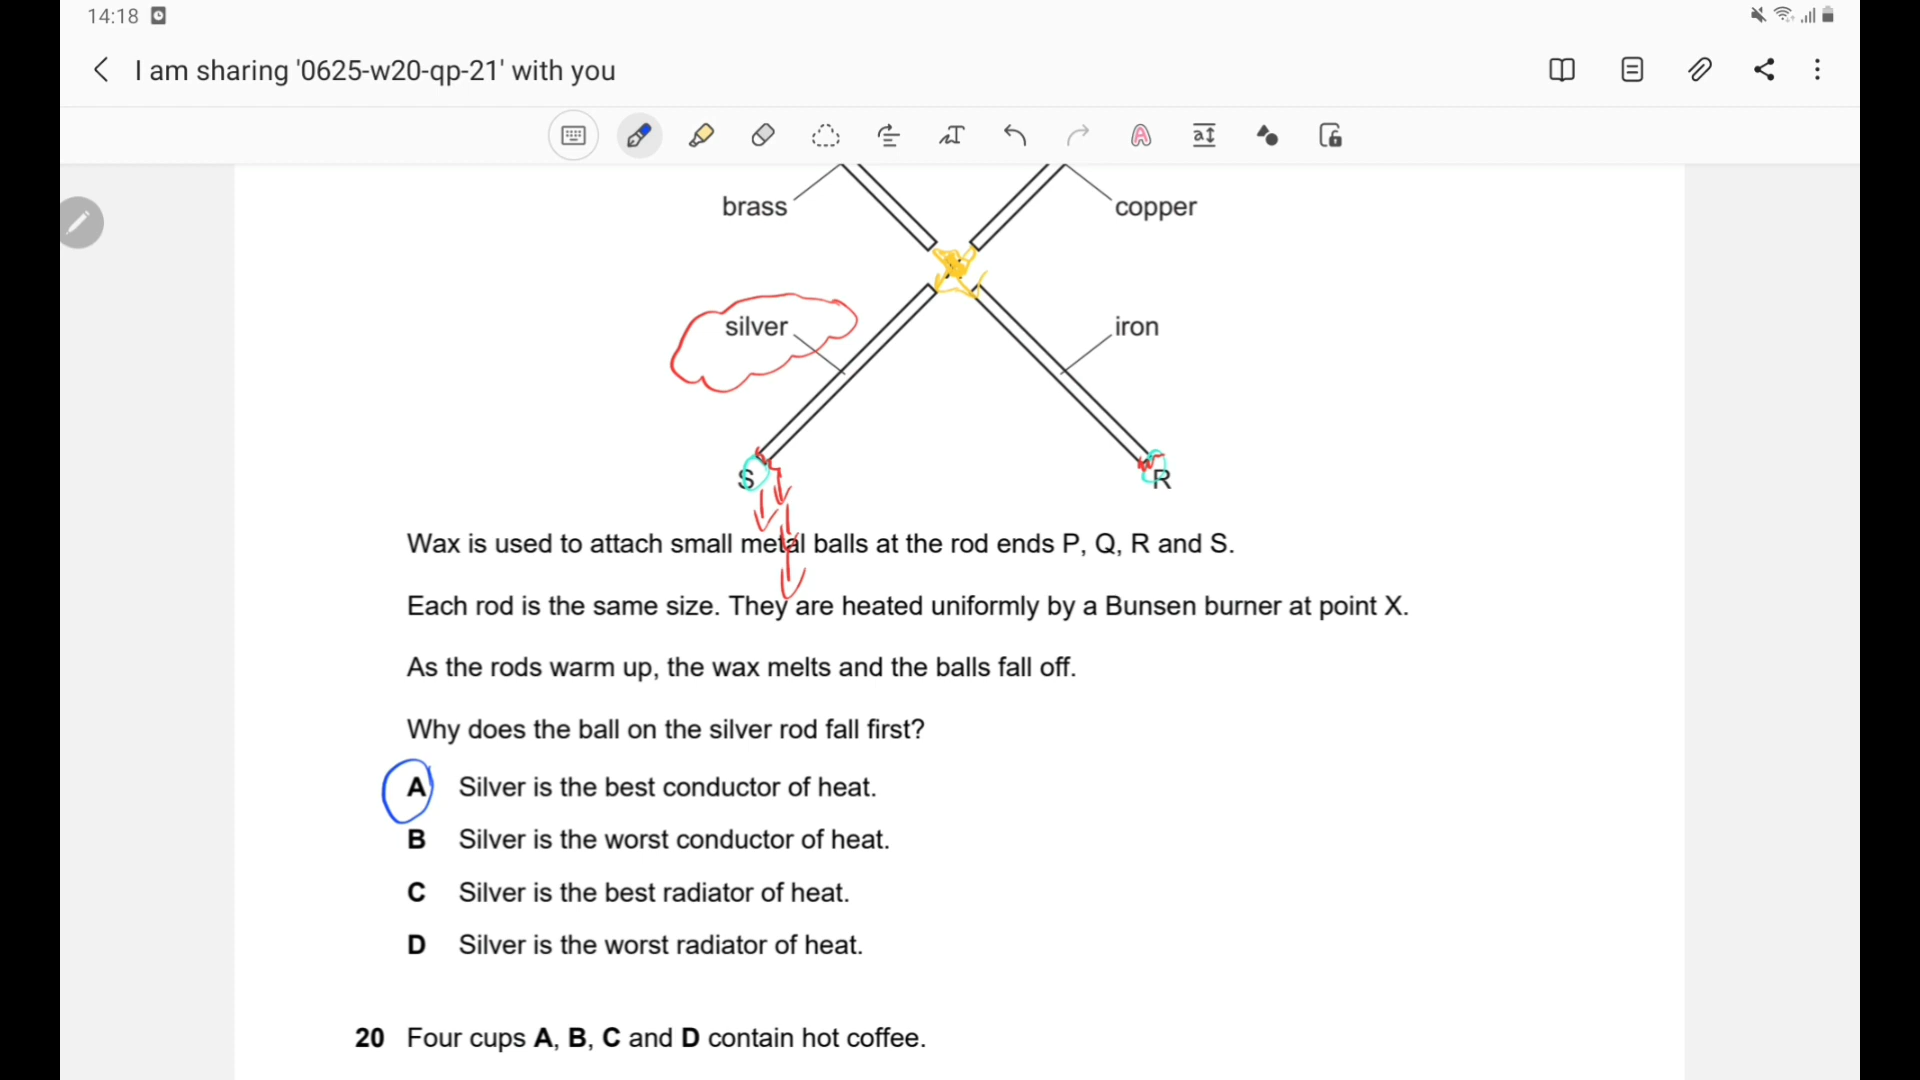 14:18
I am sharing '0625-w20-qp-21' with you
brass
copper
silver
iron
S
R
Wax is used to attach small metal balls at the rod ends P, Q, R and S.
Each rod is the same size. They are heated uniformly by a Bunsen burner at point X.
As the rods warm up, the wax melts and the balls fall off.
Why does the ball on the silver rod fall first?
A Silver is the best conductor of heat.
B Silver is the worst conductor of heat.
C Silver is the best radiator of heat.
D Silver is the worst radiator of heat.
20 Four cups A, B, C and D contain hot coffee.